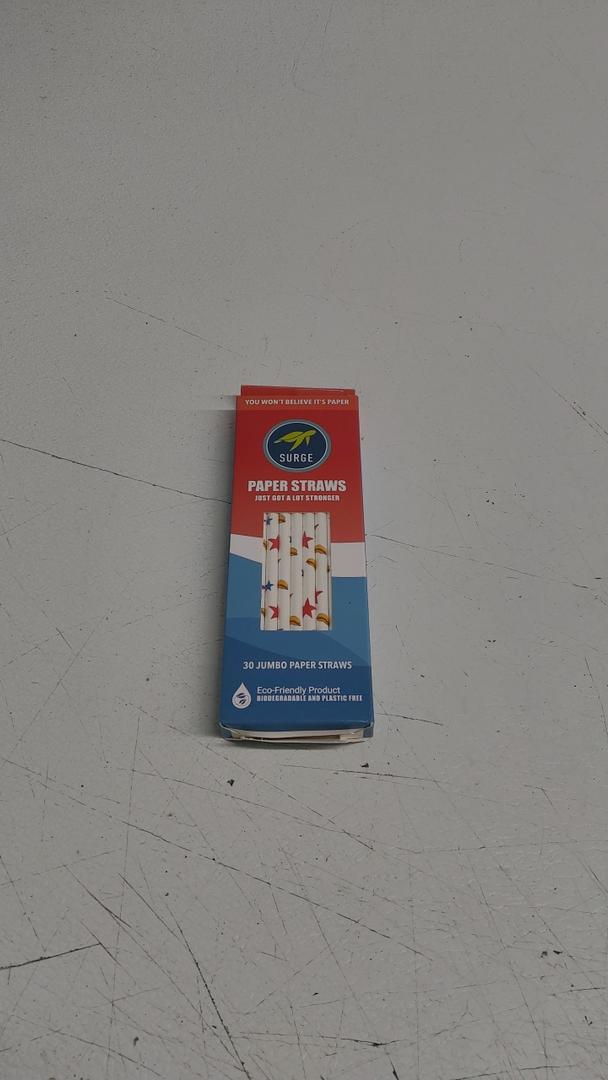 YOU WON'T BELIEVE IT'S PAPER
SURGE
PAPER STRAWS
JUST GOT A LOT STRONGER
30 JUMBO PAPER STRAWS
Eco-Friendly Product
BIODEGRADABLE AND PLASTIC FREE